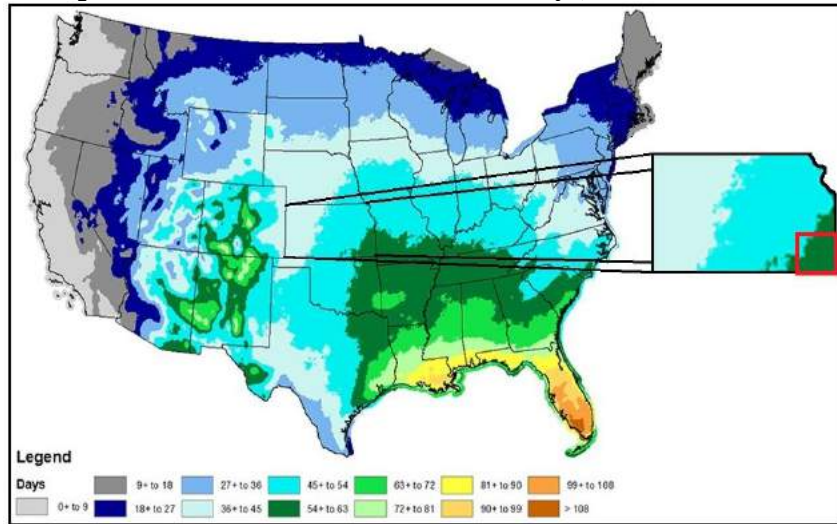 Legend
Days
0+ to 9
9+ to 18
18+ to 27
27+ to 36
36+ to 45
45+ to 54
54+ to 63
63+ to 72
72+ to 81
81+ to 90
90+ to 99
99+ to 108
> 108